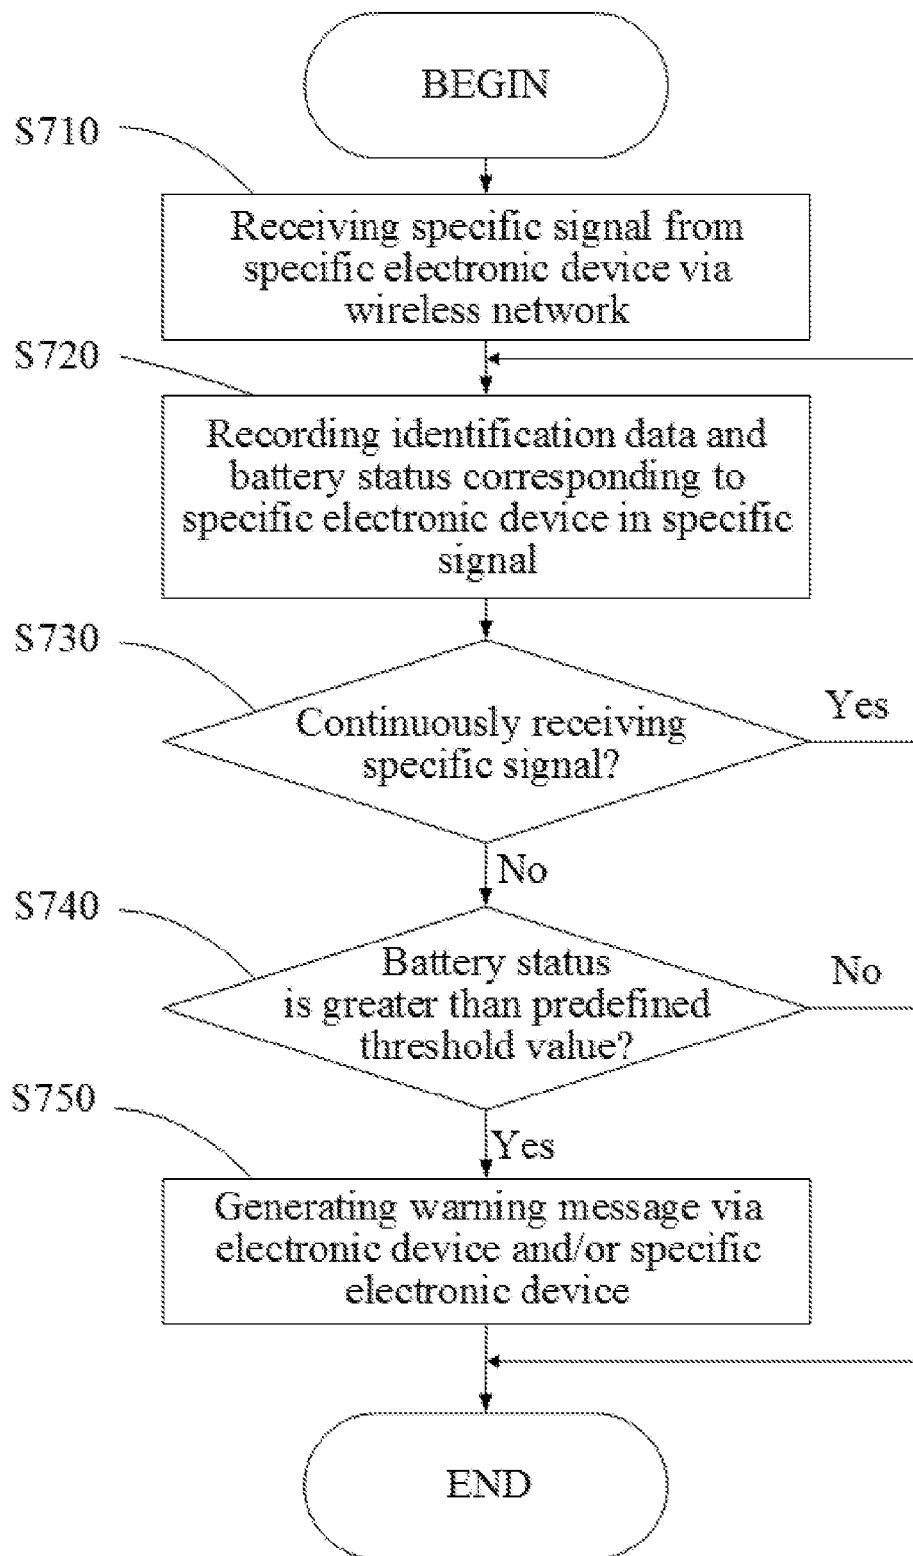 BEGIN
S710
Receiving specific signal from
specific electronic device via
wireless network
S720
Recording identification data and
battery status corresponding to
specific electronic device in specific
signal
S730
Continuously receiving
specific signal?
Yes
No
S740
Battery status
is greater than predefined
threshold value?
No
Yes
S750
Generating warning message via
electronic device and/or specific
electronic device
END